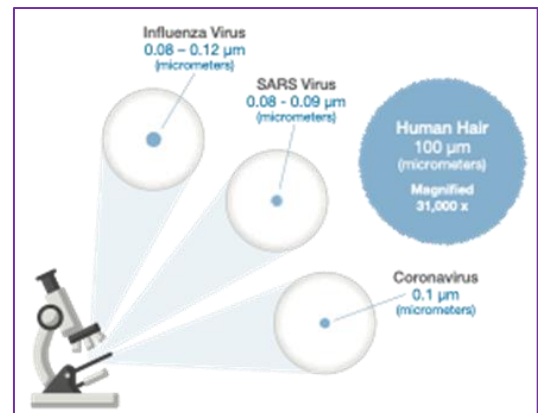 Influenza Virus
0.08 – 0.12 µm
(micrometers)
SARS Virus
0.08 - 0.09 µm
(micrometers)
Human Hair
100 µm
(micrometers)
Magnified
31,000 x
Coronavirus
0.1 µm
(micrometers)